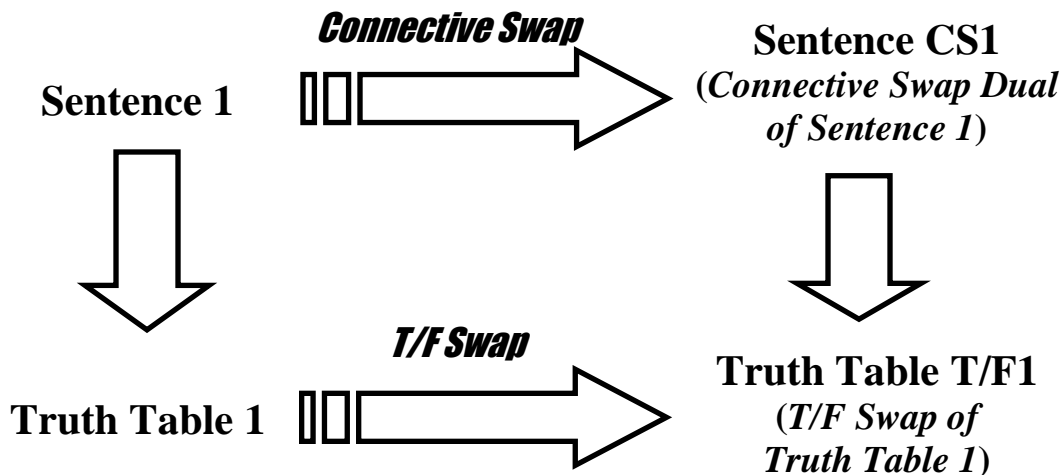 Connective Swap
Sentence 1
Sentence CS1
(Connective Swap Dual
of Sentence 1)
T/F Swap
Truth Table 1
Truth Table T/F1
(T/F Swap of
Truth Table 1)